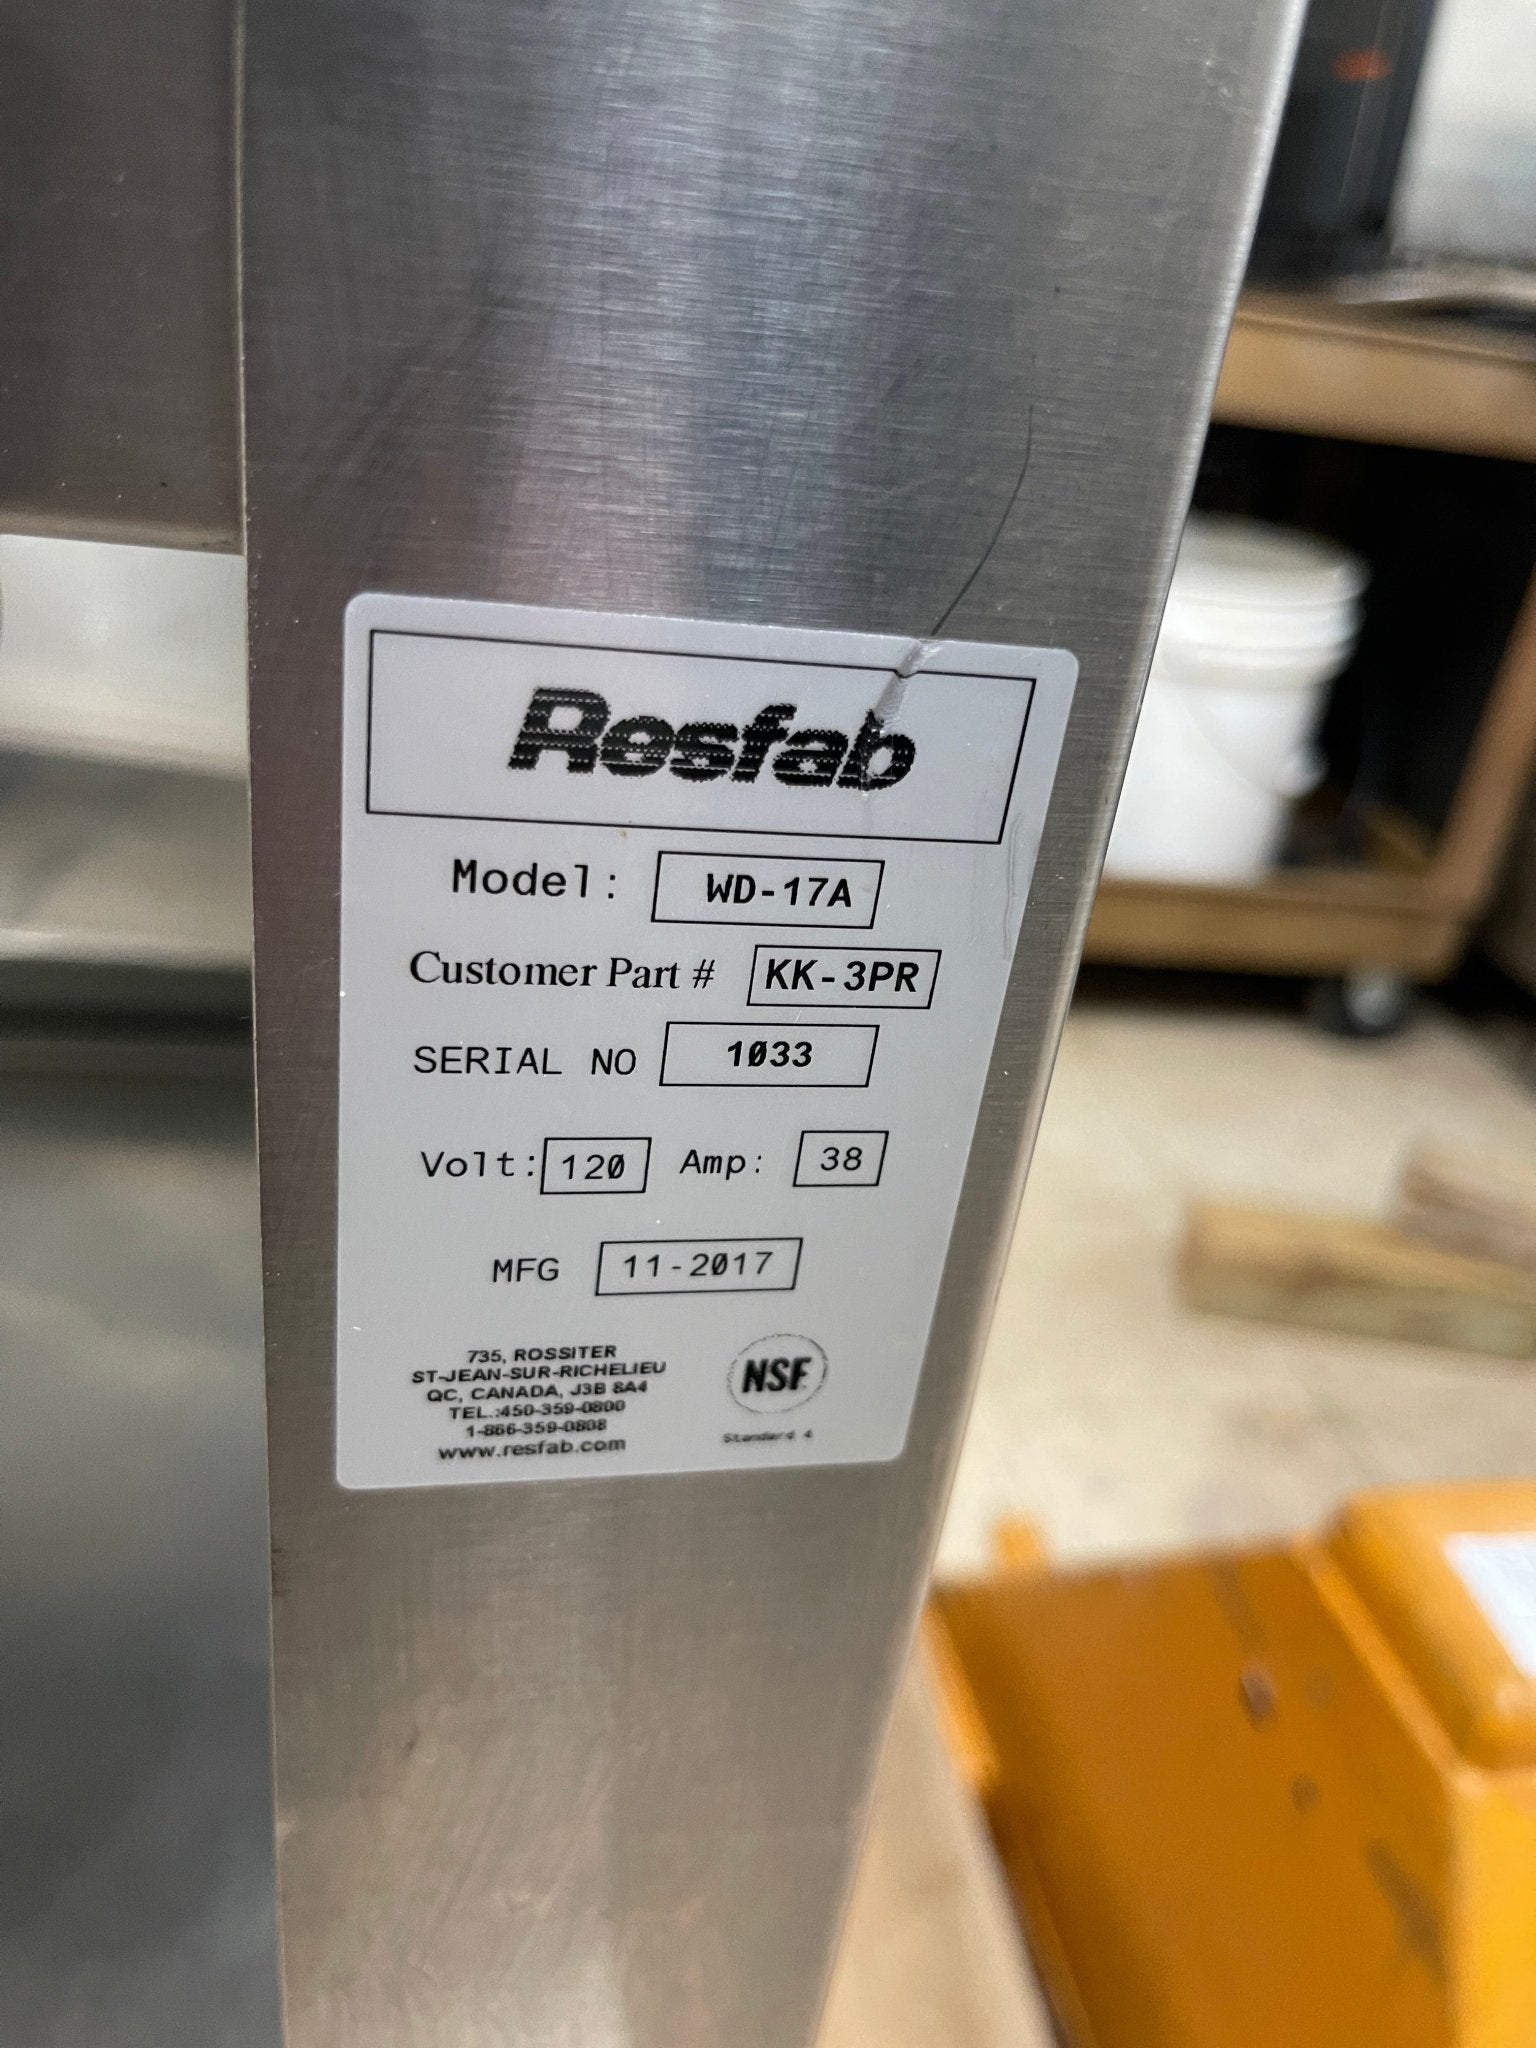 Resfab
Model: WD-17A
Customer Part # KK-3PR
SERIAL NO 1033
Volt: 120 Amp: 38
MFG 11-2017
735, ROSSITER
ST-JEAN-SUR-RICHELIEU
QC, CANADA, J3B 8A4
TEL.:450-359-0800
1-866-359-0808
www.resfab.com
NSF
Standard 4